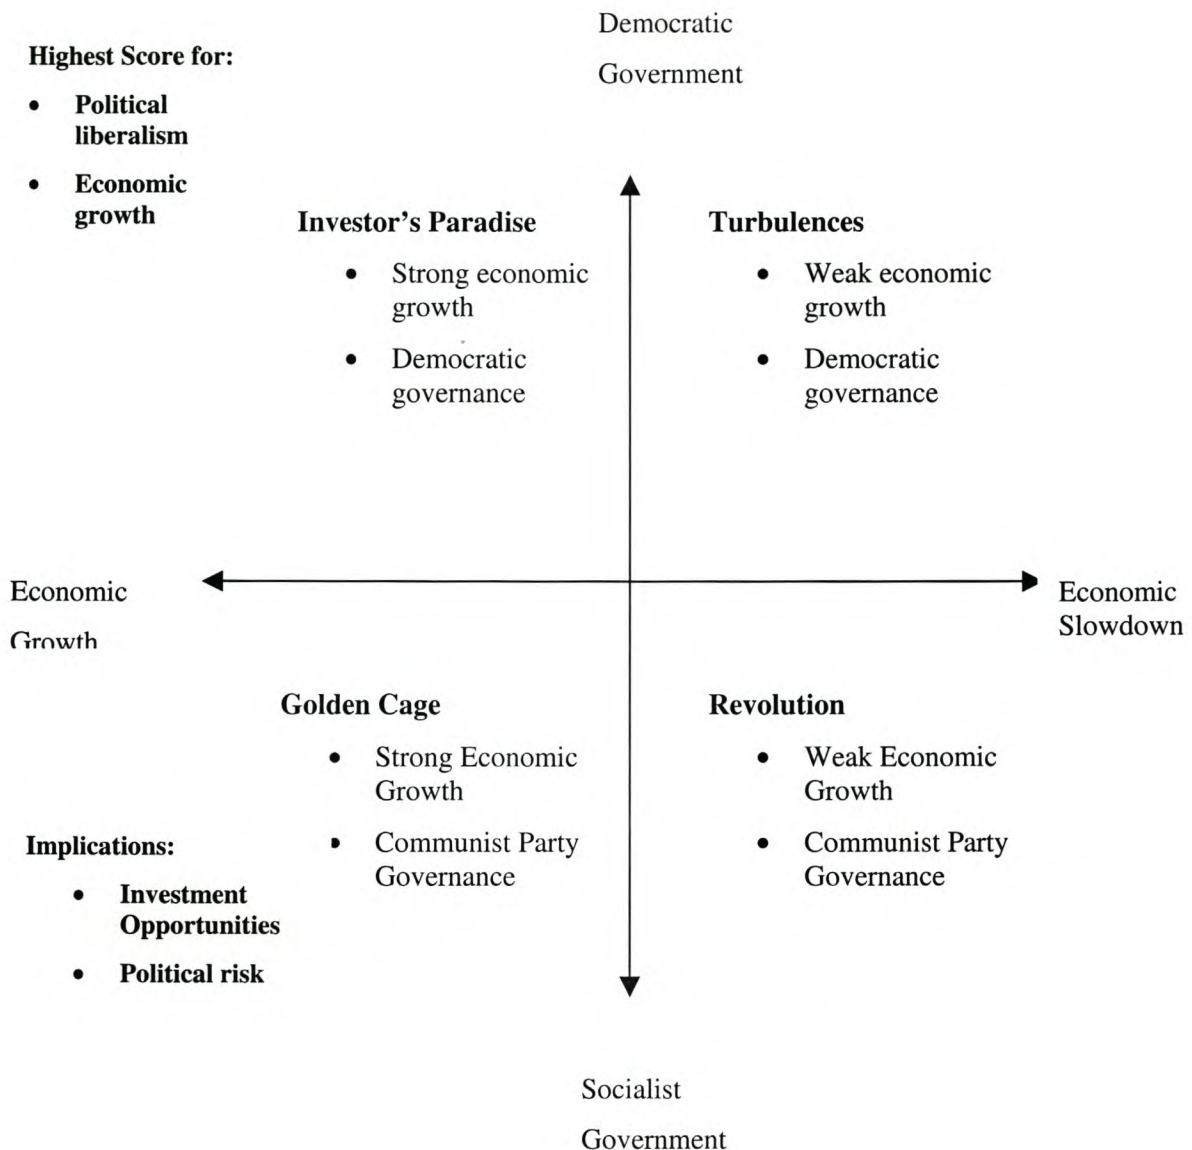 Democratic
Government
Highest Score for:
• Political
liberalism
• Economic
growth
Investor's Paradise
• Strong economic
growth
• Democratic
governance
Turbulences
• Weak economic
growth
• Democratic
governance
Economic
Growth
Economic
Slowdown
Golden Cage
• Strong Economic
Growth
• Communist Party
Governance
Revolution
• Weak Economic
Growth
• Communist Party
Governance
Implications:
• Investment
Opportunities
• Political risk
Socialist
Government